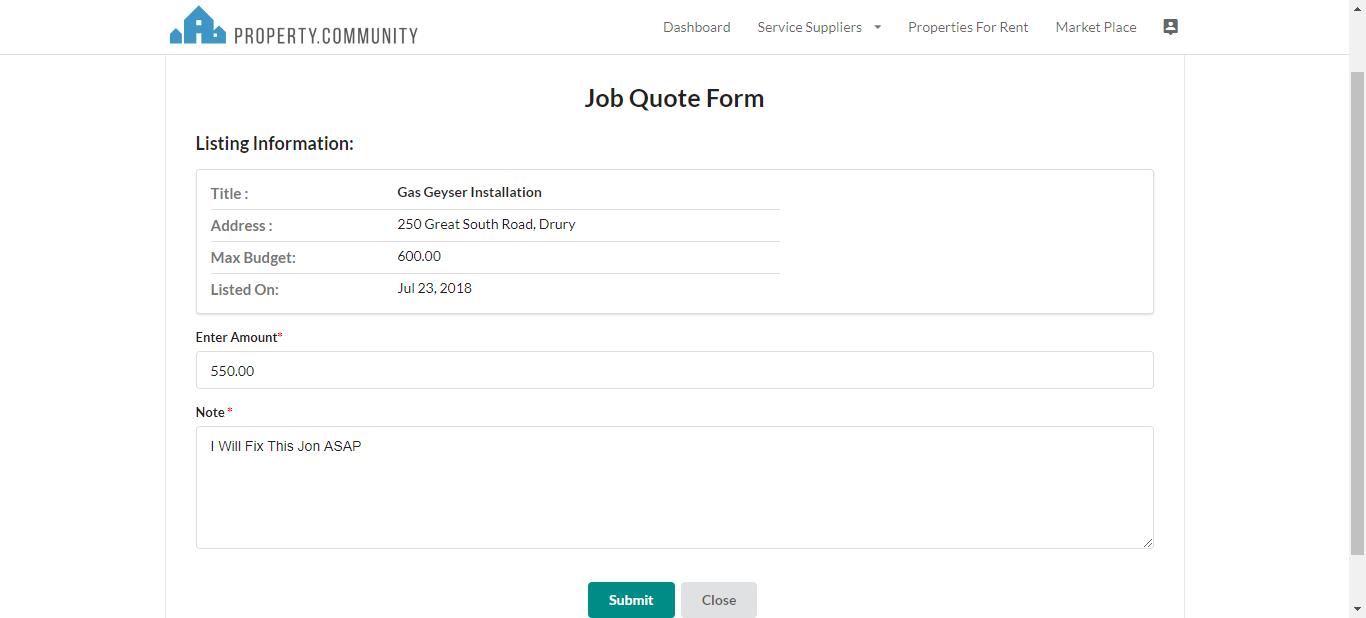 PROPERTY.COMMUNITY
Dashboard Service Suppliers Properties For Rent Market Place
Job Quote Form
Listing Information:
Title : Gas Geyser Installation
Address : 250 Great South Road, Drury
Max Budget: 600.00
Listed On: Jul 23, 2018
Enter Amount*
550.00
Note *
I Will Fix This Jon ASAP
Submit Close